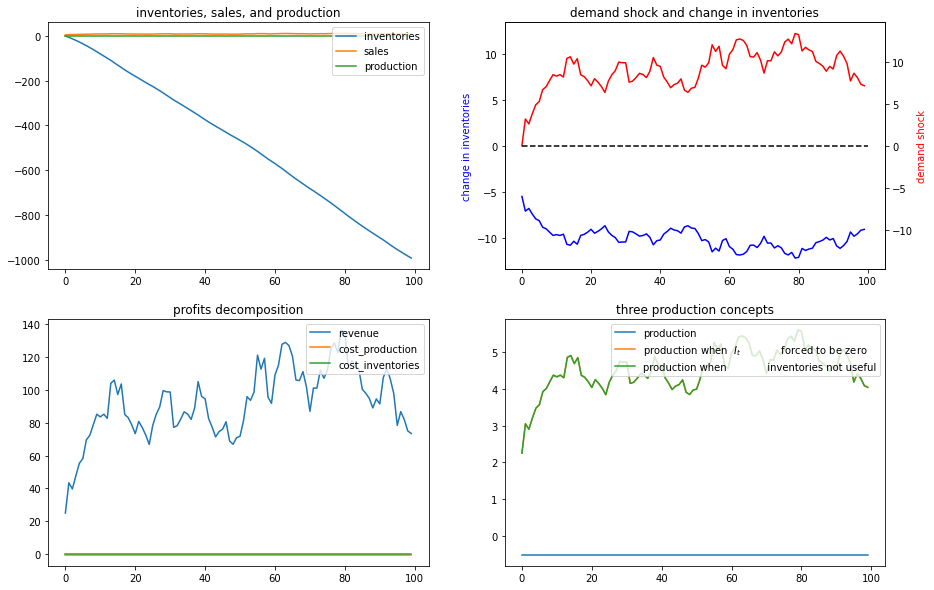 inventories, sales, and production
0
−200
−400
−600
−800
−1000
0 20 40 60 80 100
inventories
sales
production
demand shock and change in inventories
change in inventories
10
5
0
−5
−10
10
5
0
−5
−10
demand shock
0 20 40 60 80 100
profits decomposition
140
120
100
80
60
40
20
0
0 20 40 60 80 100
revenue
cost_production
cost_inventories
three production concepts
5
4
3
2
1
0
0 20 40 60 80 100
production
production when I_t forced to be zero
production when inventories not useful